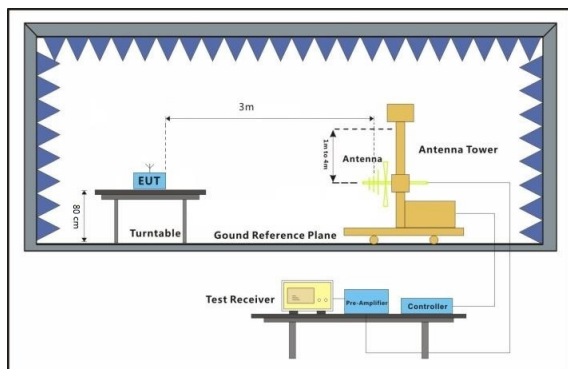 3m
1m to 4m
Antenna
Antenna Tower
EUT
80 cm
Turntable
Gound Reference Plane
Test Receiver
Pre-Amplifier
Controller